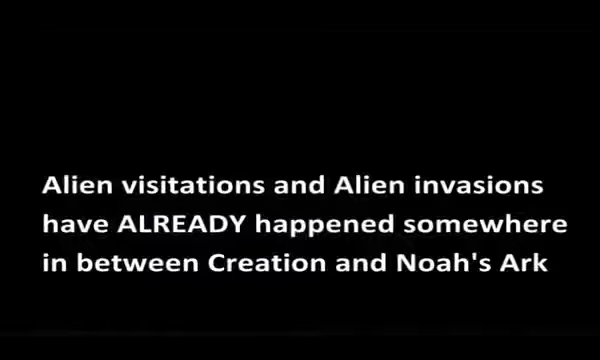 Alien visitations and Alien invasions
have ALREADY happened somewhere
in between Creation and Noah's Ark